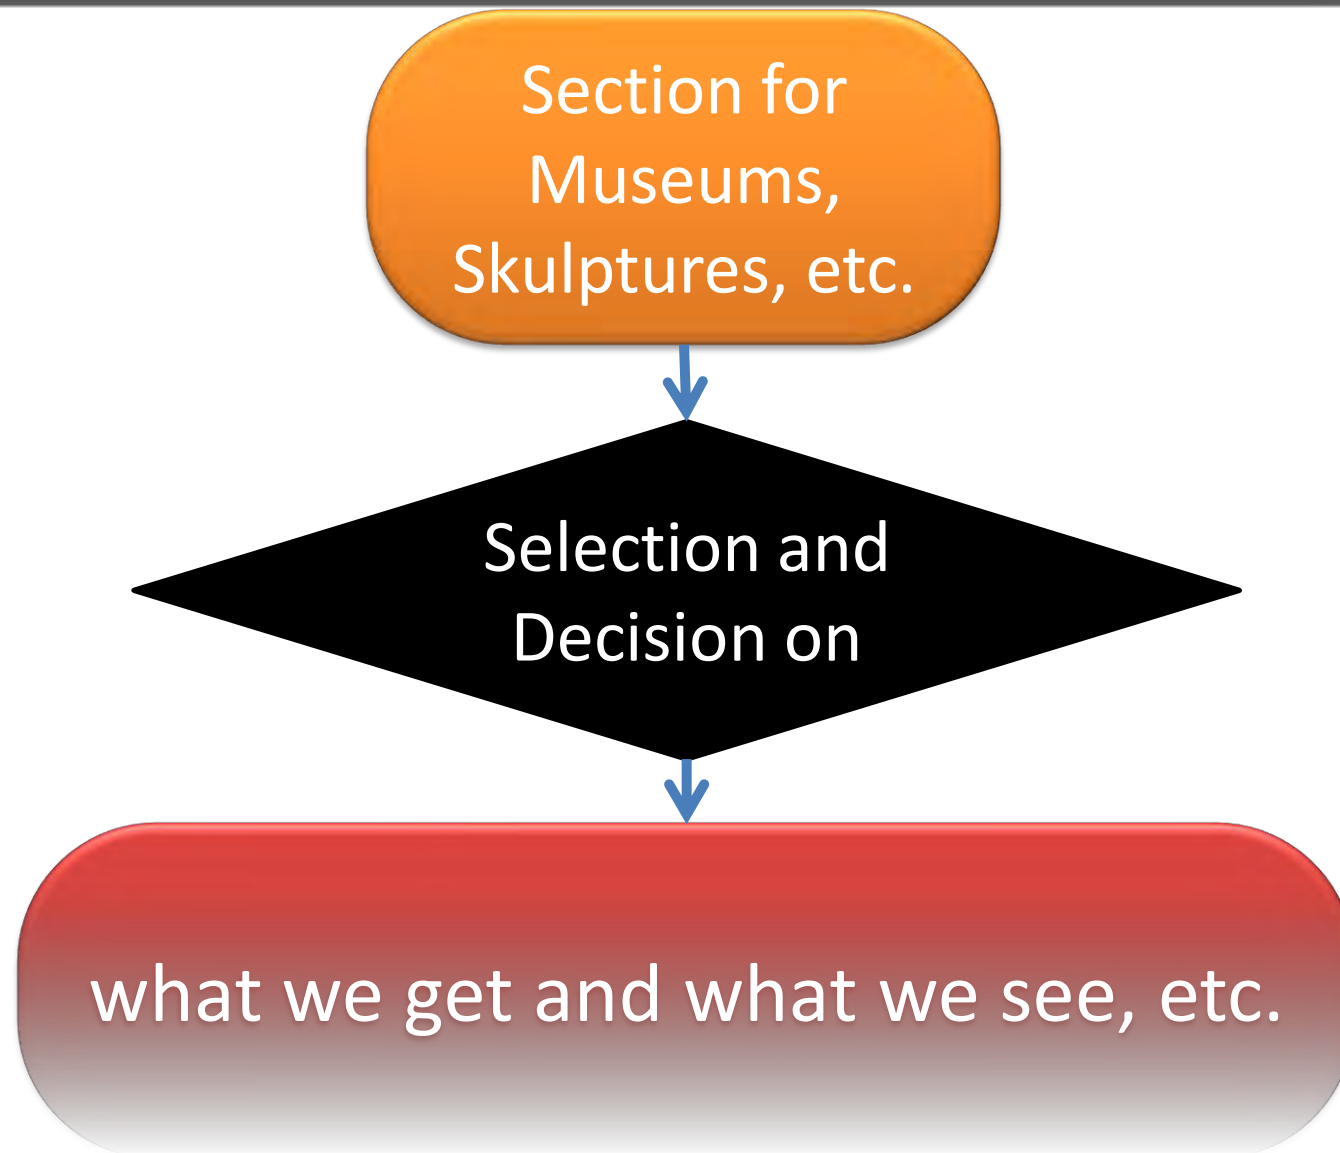 Section for
Museums,
Skulptures, etc.
Selection and
Decision on
what we get and what we see, etc.